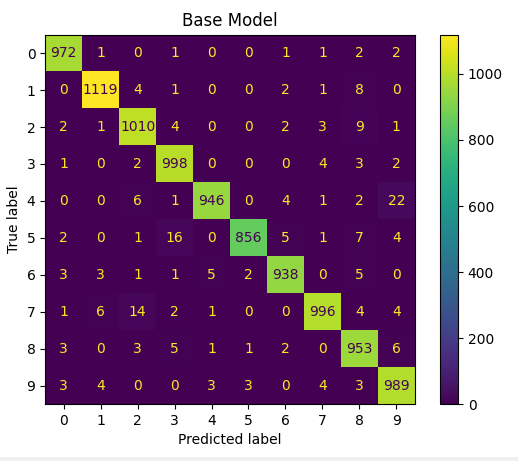 Base Model
True label
0 972 1 0 1 0 0 1 1 2 2
1 0 1119 4 1 0 0 2 1 8 0
2 2 1 1010 4 0 0 2 3 9 1
3 1 0 2 998 0 0 0 4 3 2
4 0 0 6 1 946 0 4 1 2 22
5 2 0 1 16 0 856 5 1 7 4
6 3 3 1 1 5 2 938 0 5 0
7 1 6 14 2 1 0 0 996 4 4
8 3 0 3 5 1 1 2 0 953 6
9 3 4 0 0 3 3 0 4 3 989
0 1 2 3 4 5 6 7 8 9
Predicted label
1000
800
600
400
200
0